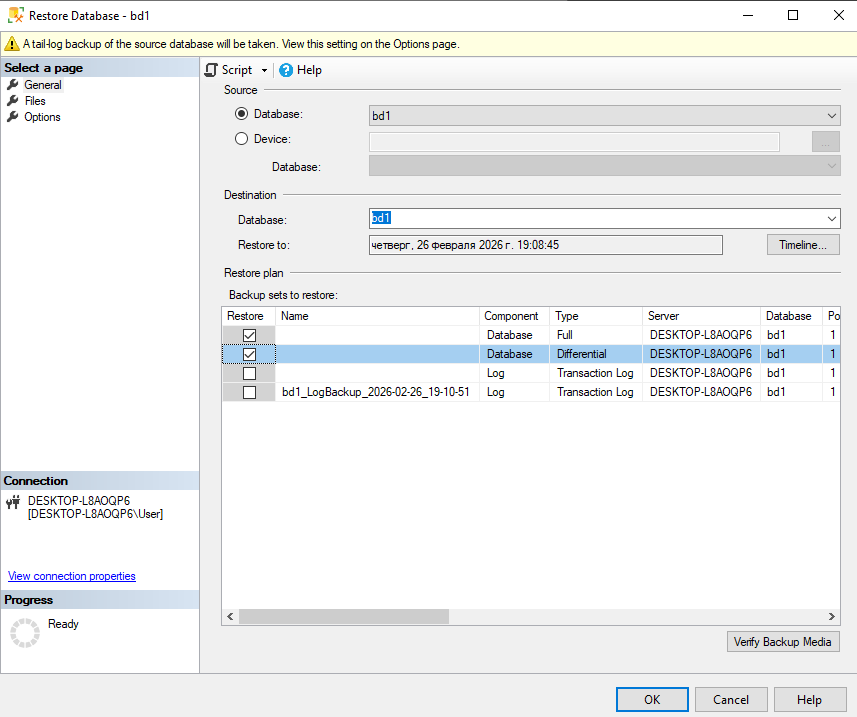 Restore Database - bd1
A tail-log backup of the source database will be taken. View this setting on the Options page.
Select a page
General
Files
Options
Script
Help
Source
Database:
bd1
Device:
...
Database:
Destination
Database:
bd1
Restore to:
четверг, 26 февраля 2026 г. 19:08:45
Timeline...
Restore plan
Backup sets to restore:
Restore Name Component Type Server Database Po
Database Full DESKTOP-L8AOQP6 bd1 1
Database Differential DESKTOP-L8AOQP6 bd1 1
Log Transaction Log DESKTOP-L8AOQP6 bd1 1
bd1_LogBackup_2026-02-26_19-10-51 Log Transaction Log DESKTOP-L8AOQP6 bd1 1
Connection
DESKTOP-L8AOQP6
[DESKTOP-L8AOQP6\User]
View connection properties
Progress
Ready
Verify Backup Media
OK
Cancel
Help